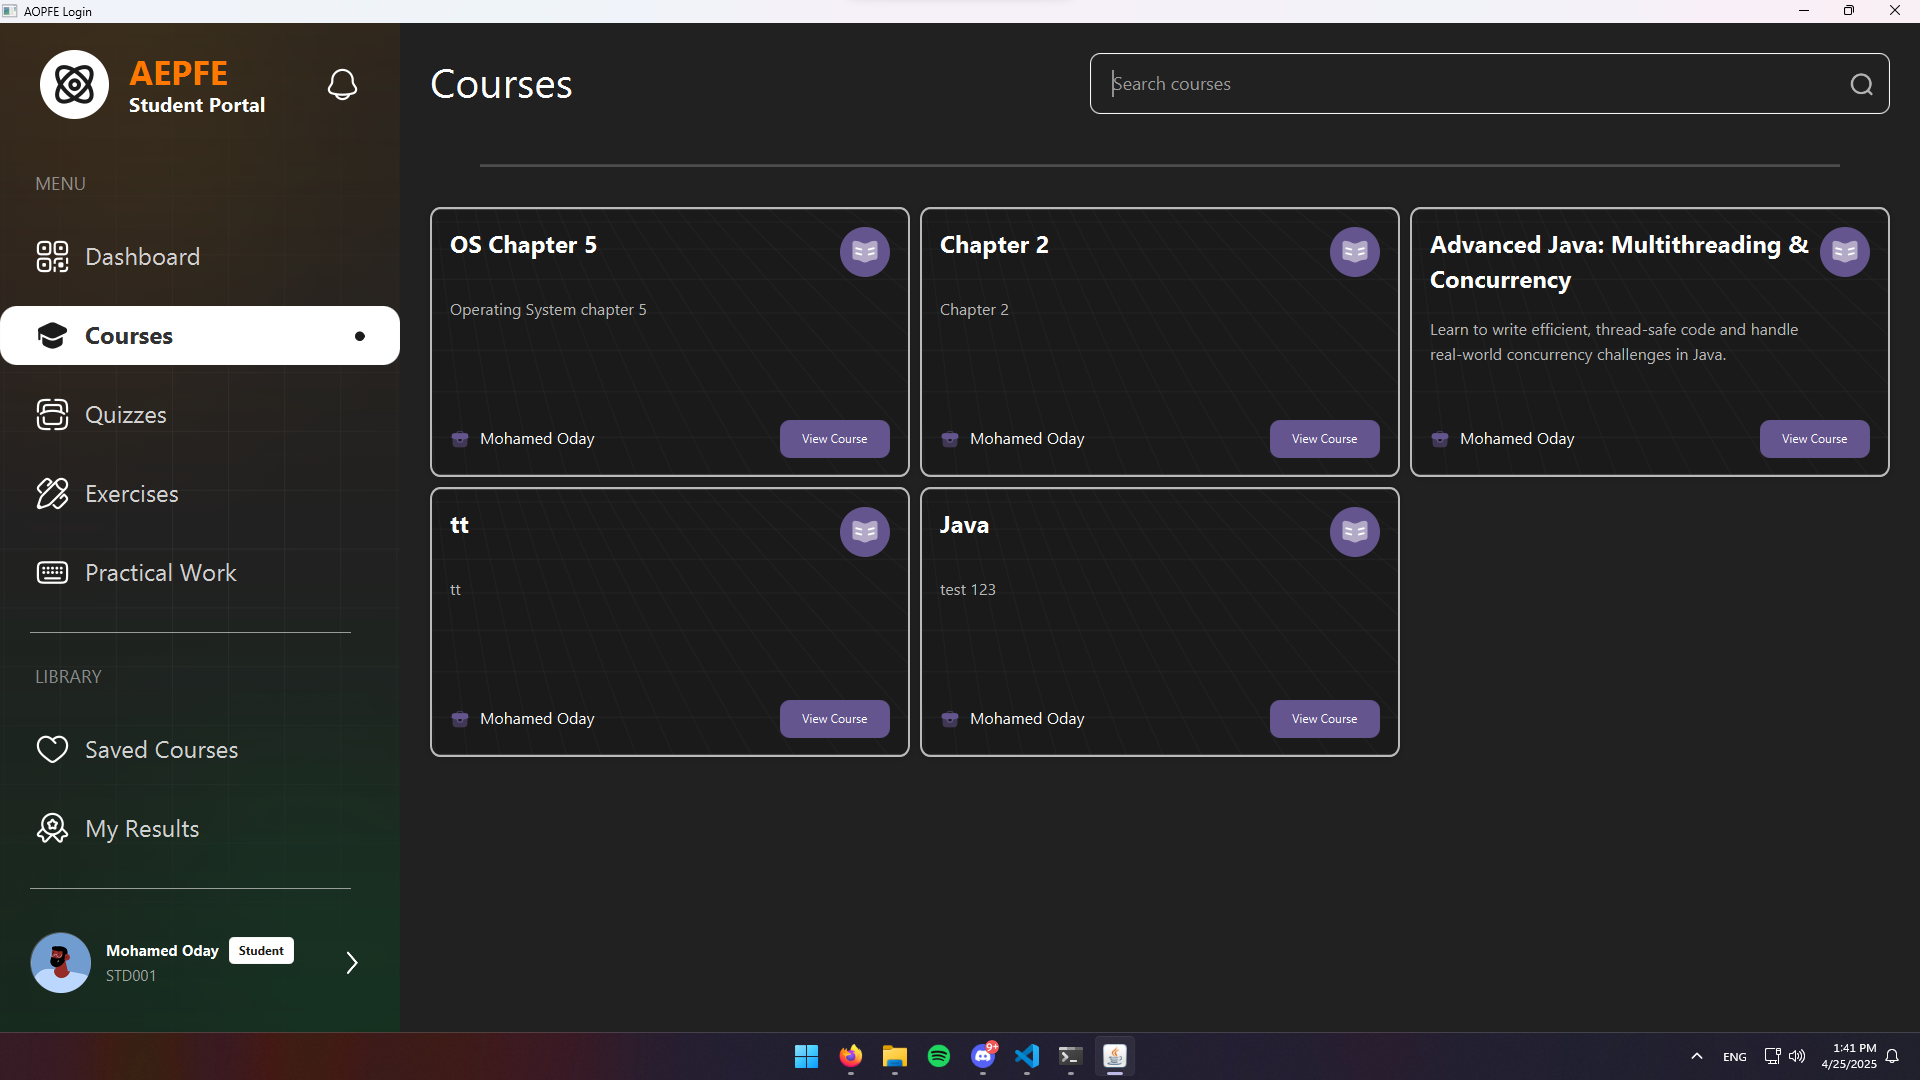 AOPFE Login
AEPFE
Student Portal
MENU
Dashboard
Courses
Quizzes
Exercises
Practical Work
LIBRARY
Saved Courses
My Results
Mohamed Oday
Student
STD001
Courses
Search courses
OS Chapter 5
Operating System chapter 5
Mohamed Oday
View Course
Chapter 2
Chapter 2
Mohamed Oday
View Course
Advanced Java: Multithreading &
Concurrency
Learn to write efficient, thread-safe code and handle
real-world concurrency challenges in Java.
Mohamed Oday
View Course
tt
tt
Mohamed Oday
View Course
Java
test 123
Mohamed Oday
View Course
9+
ENG
1:41 PM
4/25/2025